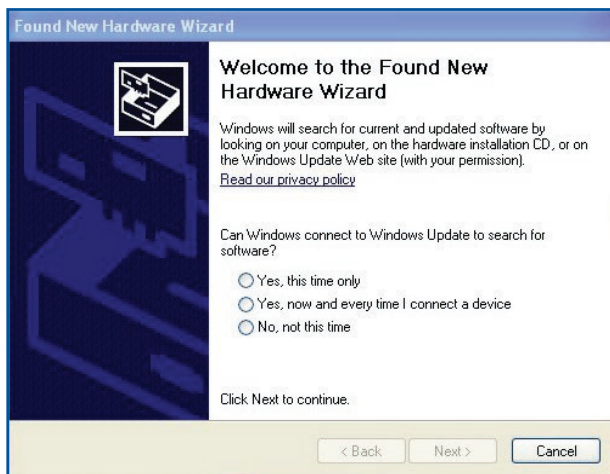 Found New Hardware Wizard
Welcome to the Found New
Hardware Wizard
Windows will search for current and updated software by
looking on your computer, on the hardware installation CD, or on
the Windows Update Web site (with your permission).
Read our privacy policy
Can Windows connect to Windows Update to search for
software?
Yes, this time only
Yes, now and every time I connect a device
No, not this time
Click Next to continue.
< Back Next > Cancel